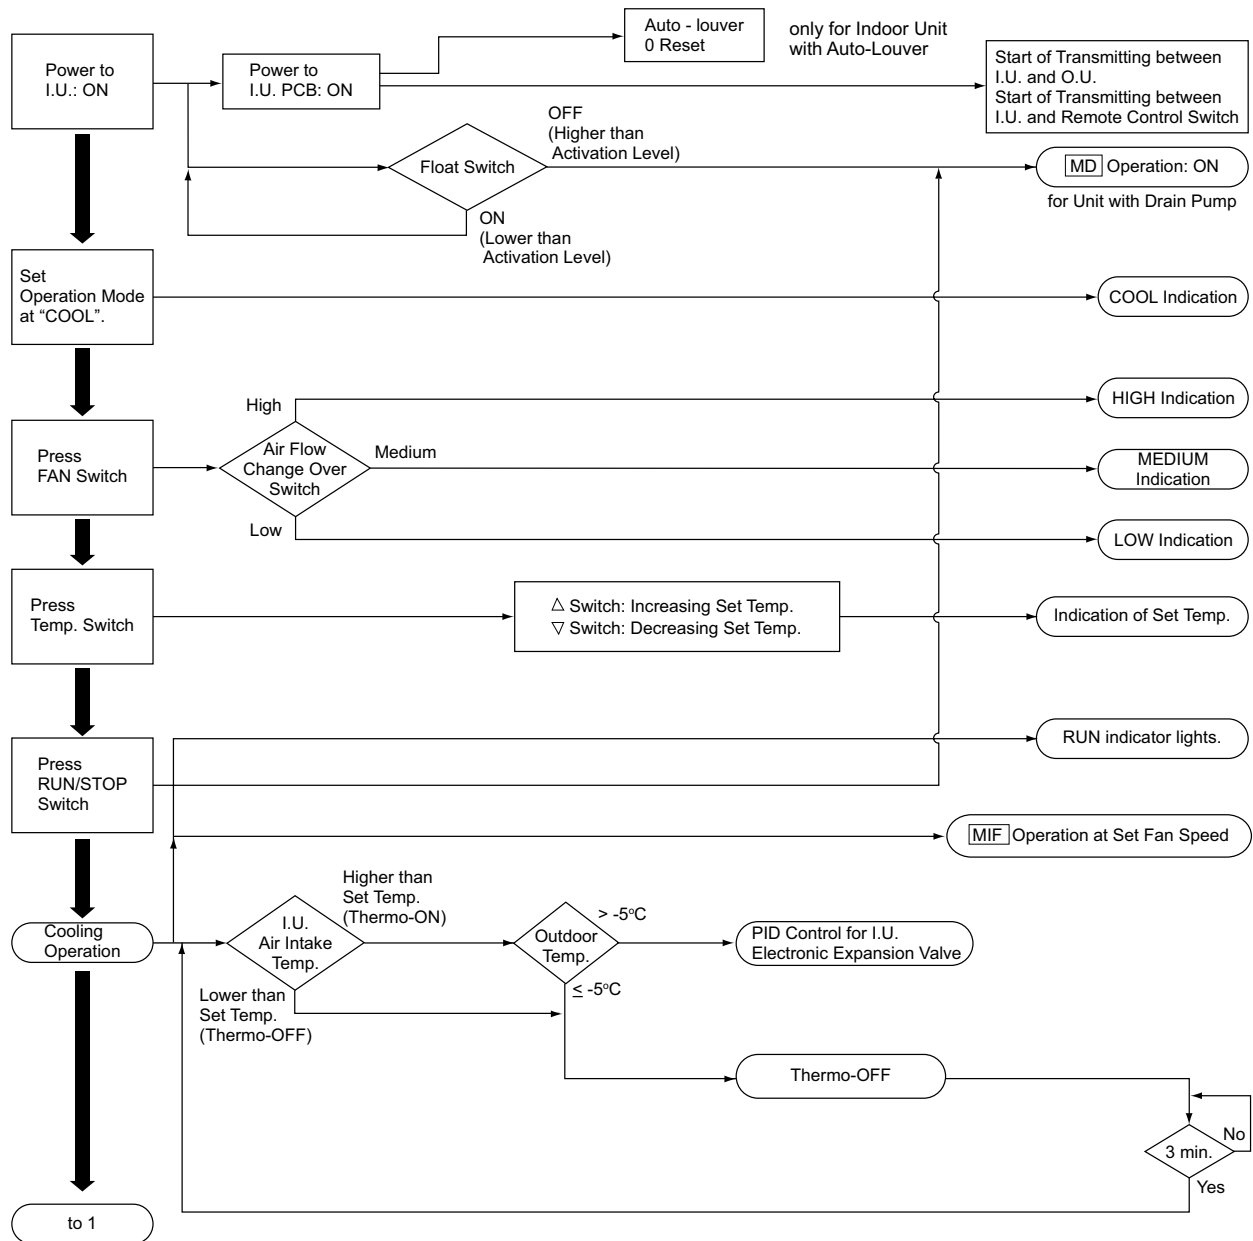 Auto - louver
0 Reset
only for Indoor Unit
with Auto-Louver
Power to
I.U.: ON
Power to
I.U. PCB: ON
Start of Transmitting between
I.U. and O.U.
Start of Transmitting between
I.U. and Remote Control Switch
OFF
(Higher than
Activation Level)
Float Switch
MD Operation: ON
for Unit with Drain Pump
ON
(Lower than
Activation Level)
Set
Operation Mode
at “COOL”.
COOL Indication
High
HIGH Indication
Press
FAN Switch
Air Flow
Change Over
Switch
Medium
MEDIUM
Indication
Low
LOW Indication
Press
Temp. Switch
△ Switch: Increasing Set Temp.
▽ Switch: Decreasing Set Temp.
Indication of Set Temp.
RUN indicator lights.
Press
RUN/STOP
Switch
MIF Operation at Set Fan Speed
Higher than
Set Temp.
(Thermo-ON)
Cooling
Operation
I.U.
Air Intake
Temp.
Outdoor
Temp.
> -5°C
PID Control for I.U.
Electronic Expansion Valve
≤ -5°C
Lower than
Set Temp.
(Thermo-OFF)
Thermo-OFF
No
3 min.
Yes
to 1